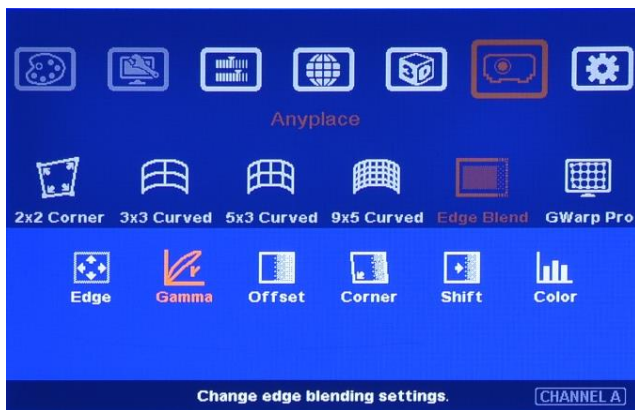 3D
Anyplace
2x2 Corner 3x3 Curved 5x3 Curved 9x5 Curved Edge Blend GWarp Pro
Edge Gamma Offset Corner Shift Color
Change edge blending settings. CHANNEL A